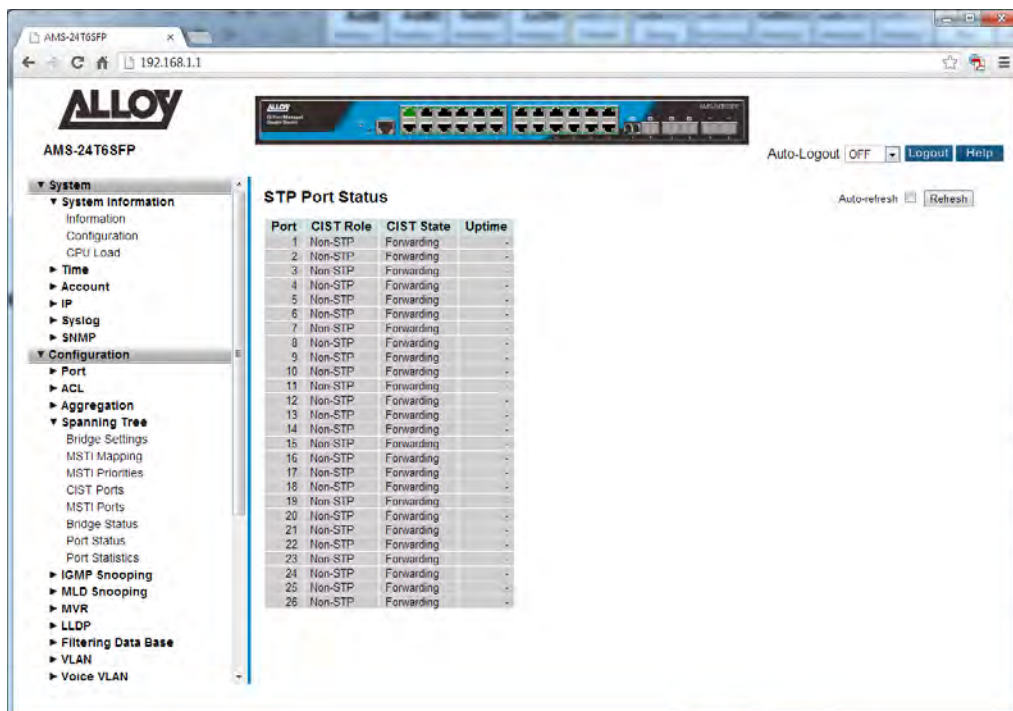 AMS-24T6SFP
192.168.1.1
ALLOY
ALLOY
AMS-24T6SFP
Auto-Logout OFF Logout Help
▼ System
▼ System Information
Information
Configuration
CPU Load
► Time
► Account
► IP
► Syslog
► SNMP
▼ Configuration
► Port
► ACL
► Aggregation
▼ Spanning Tree
Bridge Settings
MSTI Mapping
MSTI Priorities
CIST Ports
MSTI Ports
Bridge Status
Port Status
Port Statistics
► IGMP Snooping
► MLD Snooping
► MVR
► LLDP
► Filtering Data Base
► VLAN
► Voice VLAN
STP Port Status
Auto-refresh Refresh
Port CIST Role CIST State Uptime
1 Non-STP Forwarding -
2 Non-STP Forwarding -
3 Non-STP Forwarding -
4 Non-STP Forwarding -
5 Non-STP Forwarding -
6 Non-STP Forwarding -
7 Non-STP Forwarding -
8 Non-STP Forwarding -
9 Non-STP Forwarding -
10 Non-STP Forwarding -
11 Non-STP Forwarding -
12 Non-STP Forwarding -
13 Non-STP Forwarding -
14 Non-STP Forwarding -
15 Non-STP Forwarding -
16 Non-STP Forwarding -
17 Non-STP Forwarding -
18 Non-STP Forwarding -
19 Non-STP Forwarding -
20 Non-STP Forwarding -
21 Non-STP Forwarding -
22 Non-STP Forwarding -
23 Non-STP Forwarding -
24 Non-STP Forwarding -
25 Non-STP Forwarding -
26 Non-STP Forwarding -